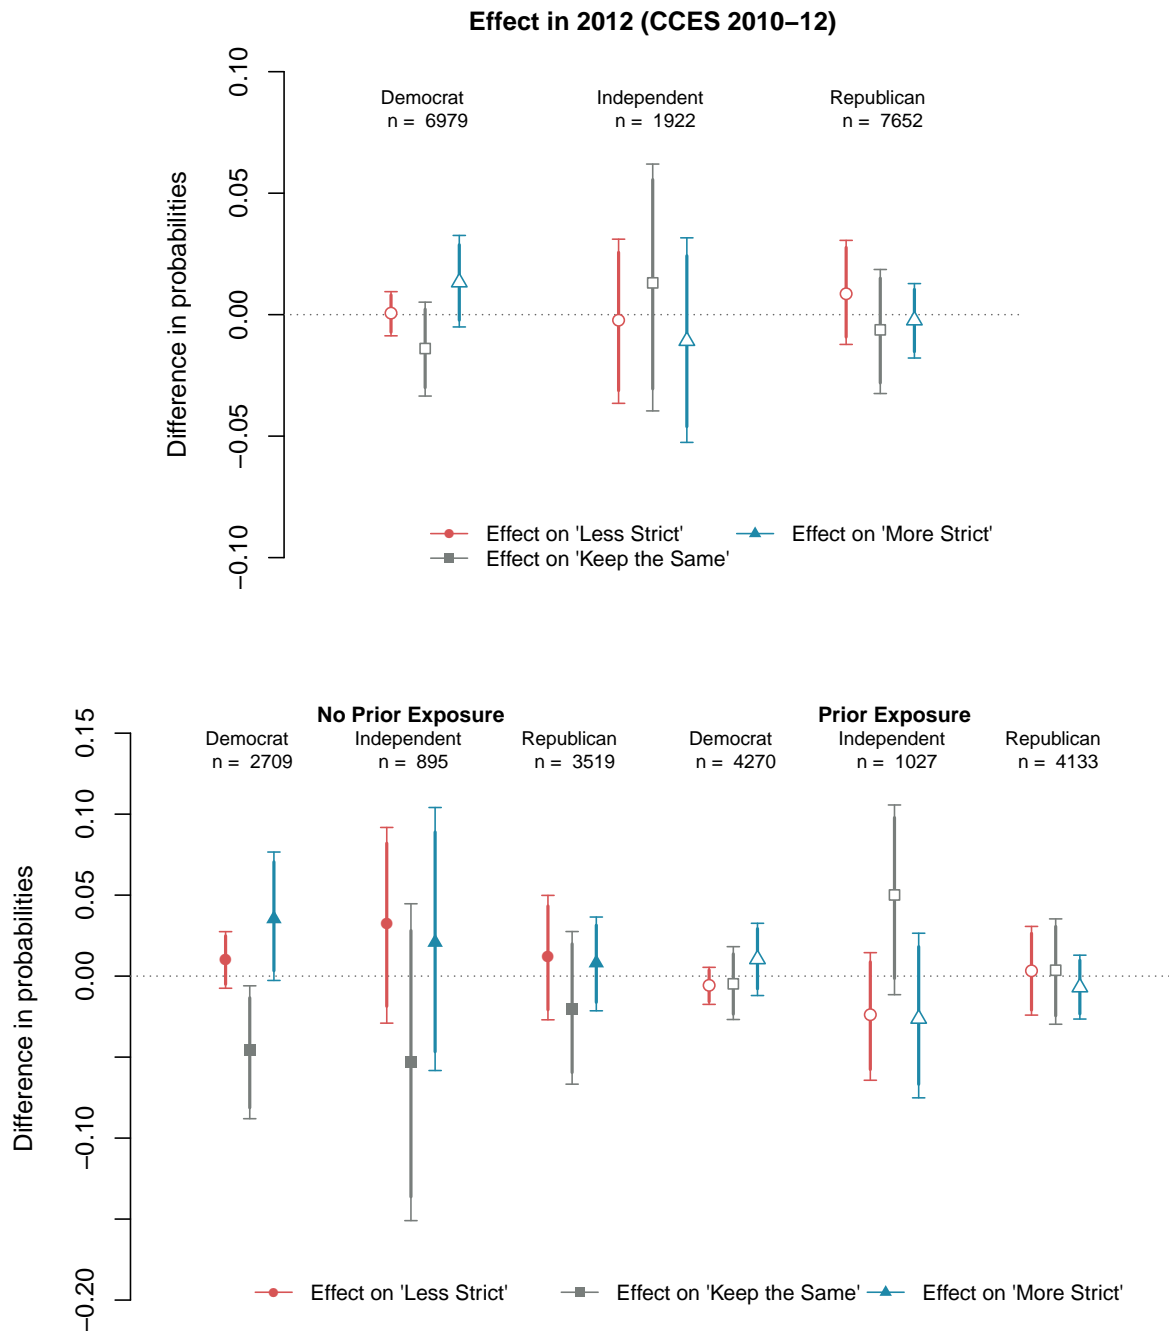 Effect in 2012 (CCES 2010–12)
Difference in probabilities
0.10
0.05
0.00
−0.05
−0.10
Democrat Independent Republican
n = 6979 n = 1922 n = 7652
Effect on 'Less Strict' Effect on 'More Strict'
Effect on 'Keep the Same'
Difference in probabilities
0.15
0.10
0.05
0.00
−0.10
−0.20
No Prior Exposure Prior Exposure
Democrat Independent Republican Democrat Independent Republican
n = 2709 n = 895 n = 3519 n = 4270 n = 1027 n = 4133
Effect on 'Less Strict' Effect on 'Keep the Same' Effect on 'More Strict'